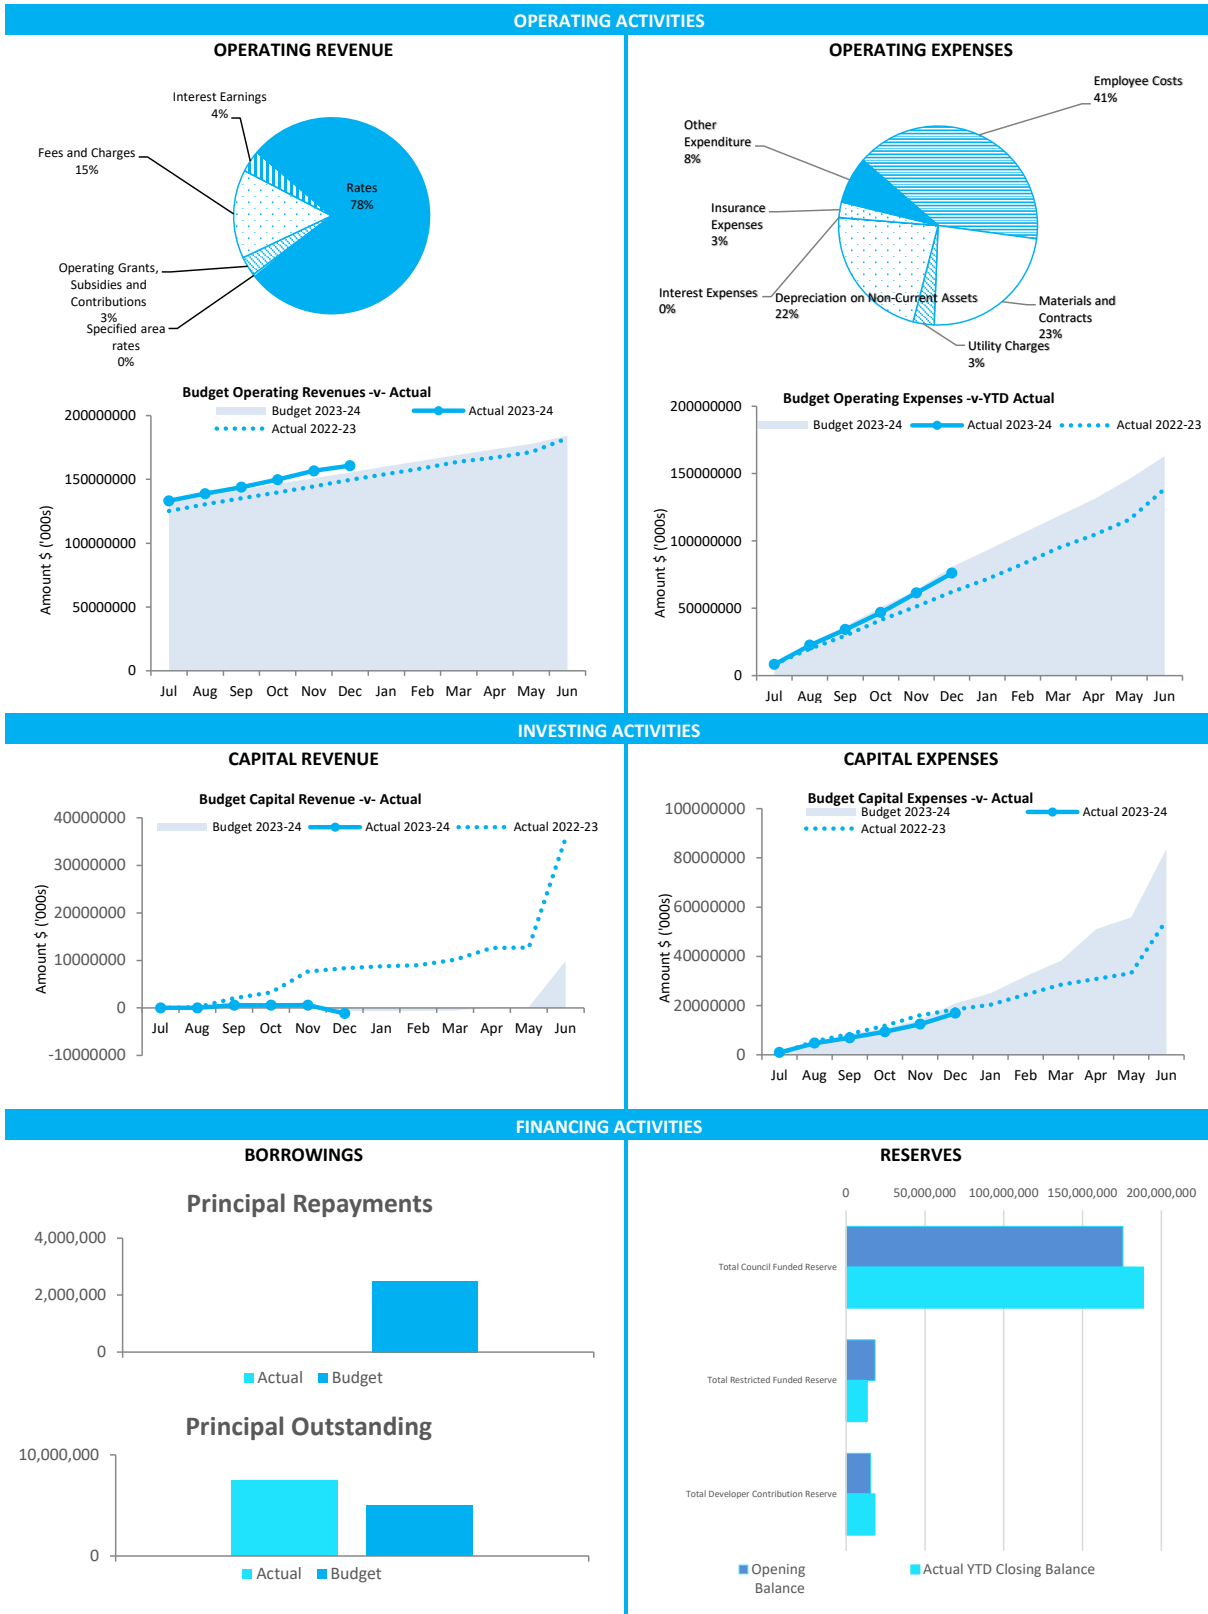 OPERATING ACTIVITIES
OPERATING REVENUE
Interest Earnings
4%
Fees and Charges
15%
Rates
78%
Operating Grants,
Subsidies and
Contributions
3%
Specified area
rates
0%
Budget Operating Revenues -v- Actual
Budget 2023-24
Actual 2023-24
Actual 2022-23
Amount $ ('000s)
200000000
150000000
100000000
50000000
0
Jul Aug Sep Oct Nov Dec Jan Feb Mar Apr May Jun
OPERATING EXPENSES
Employee Costs
41%
Other
Expenditure
8%
Insurance
Expenses
3%
Interest Expenses
0%
Depreciation on Non-Current Assets
22%
Materials and
Contracts
23%
Utility Charges
3%
Budget Operating Expenses -v-YTD Actual
Budget 2023-24
Actual 2023-24
Actual 2022-23
Amount $ ('000s)
200000000
150000000
100000000
50000000
0
Jul Aug Sep Oct Nov Dec Jan Feb Mar Apr May Jun
INVESTING ACTIVITIES
CAPITAL REVENUE
Budget Capital Revenue -v- Actual
Budget 2023-24
Actual 2023-24
Actual 2022-23
Amount $ ('000s)
40000000
30000000
20000000
10000000
0
-10000000
Jul Aug Sep Oct Nov Dec Jan Feb Mar Apr May Jun
CAPITAL EXPENSES
Budget Capital Expenses -v- Actual
Budget 2023-24
Actual 2023-24
Actual 2022-23
Amount $ ('000s)
100000000
80000000
60000000
40000000
20000000
0
Jul Aug Sep Oct Nov Dec Jan Feb Mar Apr May Jun
FINANCING ACTIVITIES
BORROWINGS
Principal Repayments
4,000,000
2,000,000
0
Actual Budget
Principal Outstanding
10,000,000
0
Actual Budget
RESERVES
0 50,000,000 100,000,000 150,000,000 200,000,000
Total Council Funded Reserve
Total Restricted Funded Reserve
Total Developer Contribution Reserve
Opening
Balance
Actual YTD Closing Balance